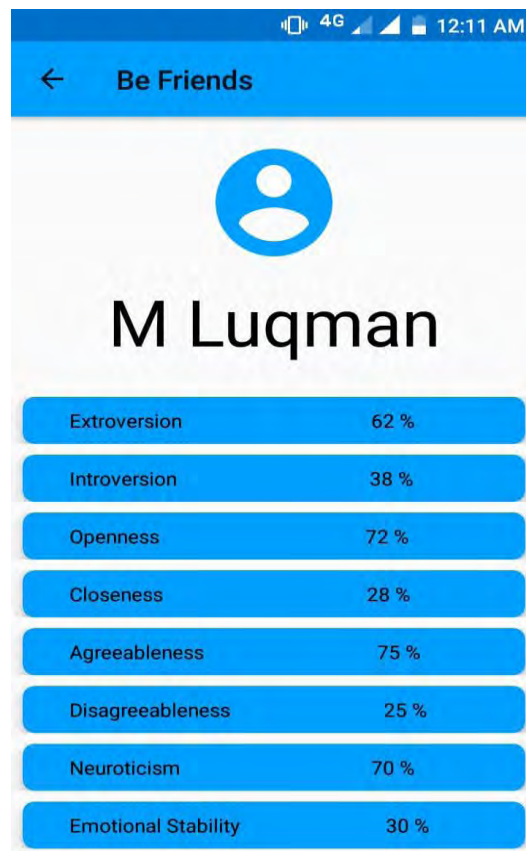 4G 12:11 AM
Be Friends
M Luqman
Extroversion 62 %
Introversion 38 %
Openness 72 %
Closeness 28 %
Agreeableness 75 %
Disagreeableness 25 %
Neuroticism 70 %
Emotional Stability 30 %